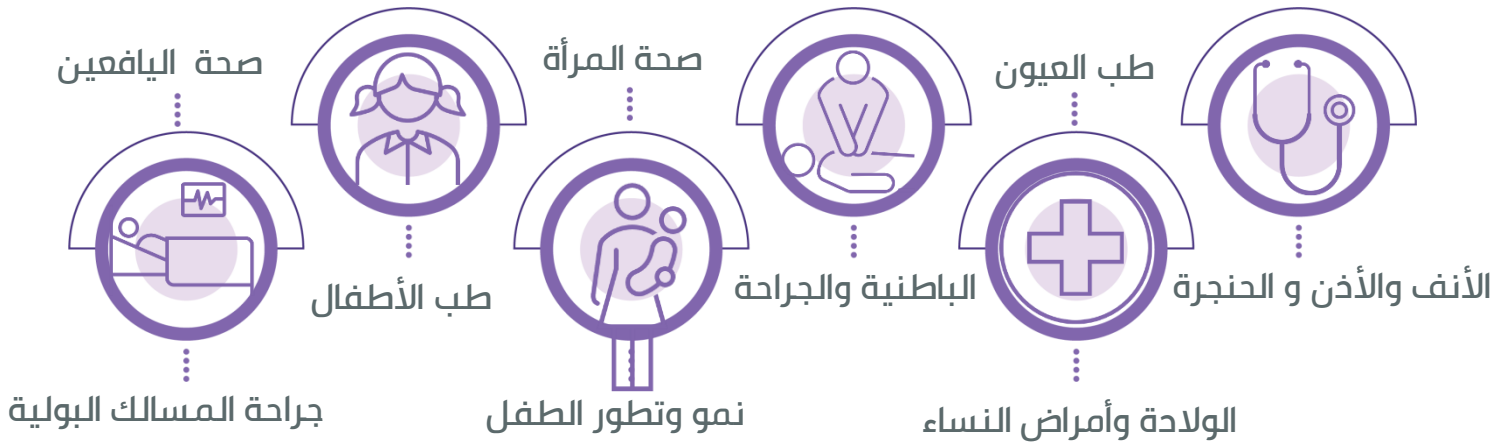 طب العيون
صحة المرأة
صحة اليافعين
الأنف والأذن و الحنجرة
الباطنية والجراحة
طب الأطفال
الولادة وأمراض النساء
نمو وتطور الطفل
جراحة المسالك البولية